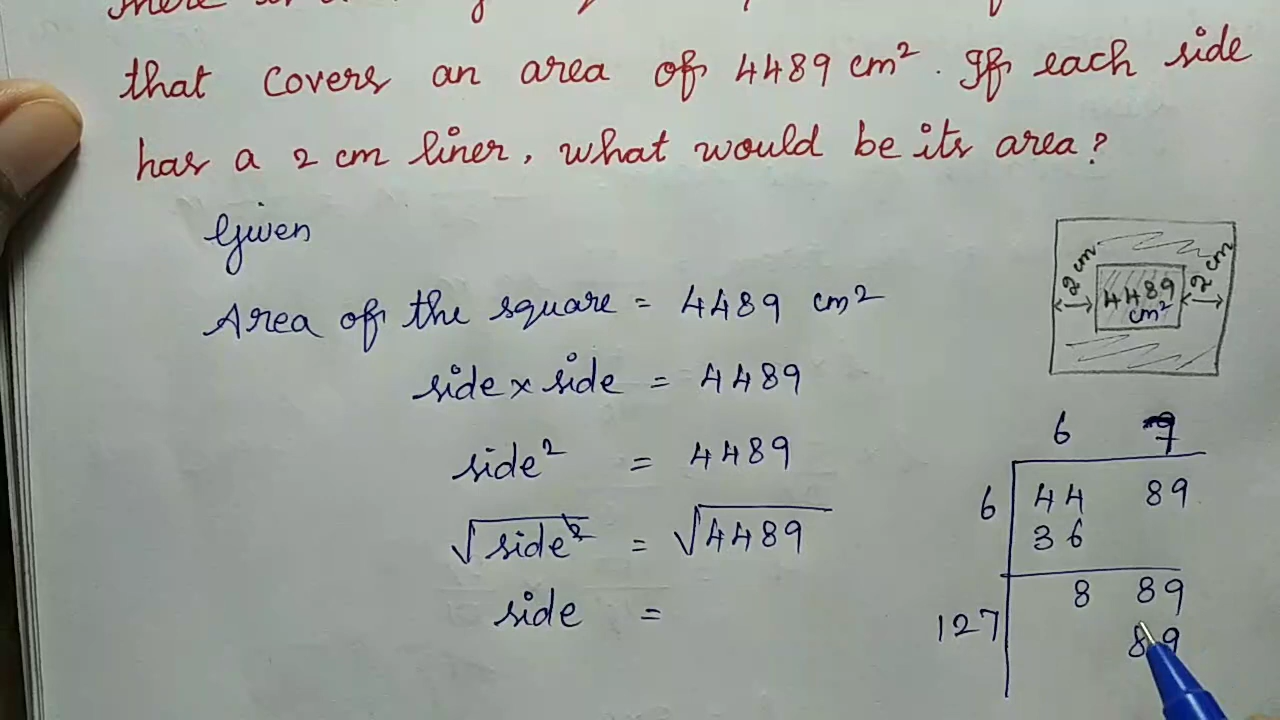 that covers an area of 4489 cm². If each side
has a 2 cm liner, what would be its area?
Given
Area of the square = 4489 cm²
side × side = 4489
side² = 4489
√side² = √4489
side =
2 cm
4489
cm²
2 cm
6 7
6 44 89
36
8 89
127
89